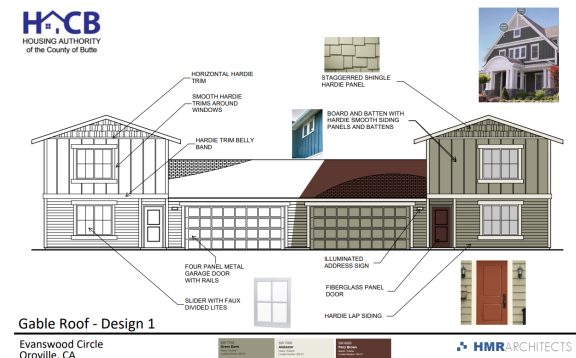 HACB
HOUSING AUTHORITY
of the County of Butte
HORIZONTAL HARDIE
TRIM
SMOOTH HARDIE
TRIMS AROUND
WINDOWS
HARDIE TRIM BELLY
BAND
STAGGERRED SHINGLE
HARDIE PANEL
BOARD AND BATTEN WITH
HARDIE SMOOTH SIDING
PANELS AND BATTENS
FOUR PANEL METAL
GARAGE DOOR
WITH RAILS
SLIDER WITH FAUX
DIVIDED LITES
ILLUMINATED
ADDRESS SIGN
FIBERGLASS PANEL
DOOR
HARDIE LAP SIDING
Gable Roof - Design 1
Evanswood Circle
Oroville, CA
HMRARCHITECTS